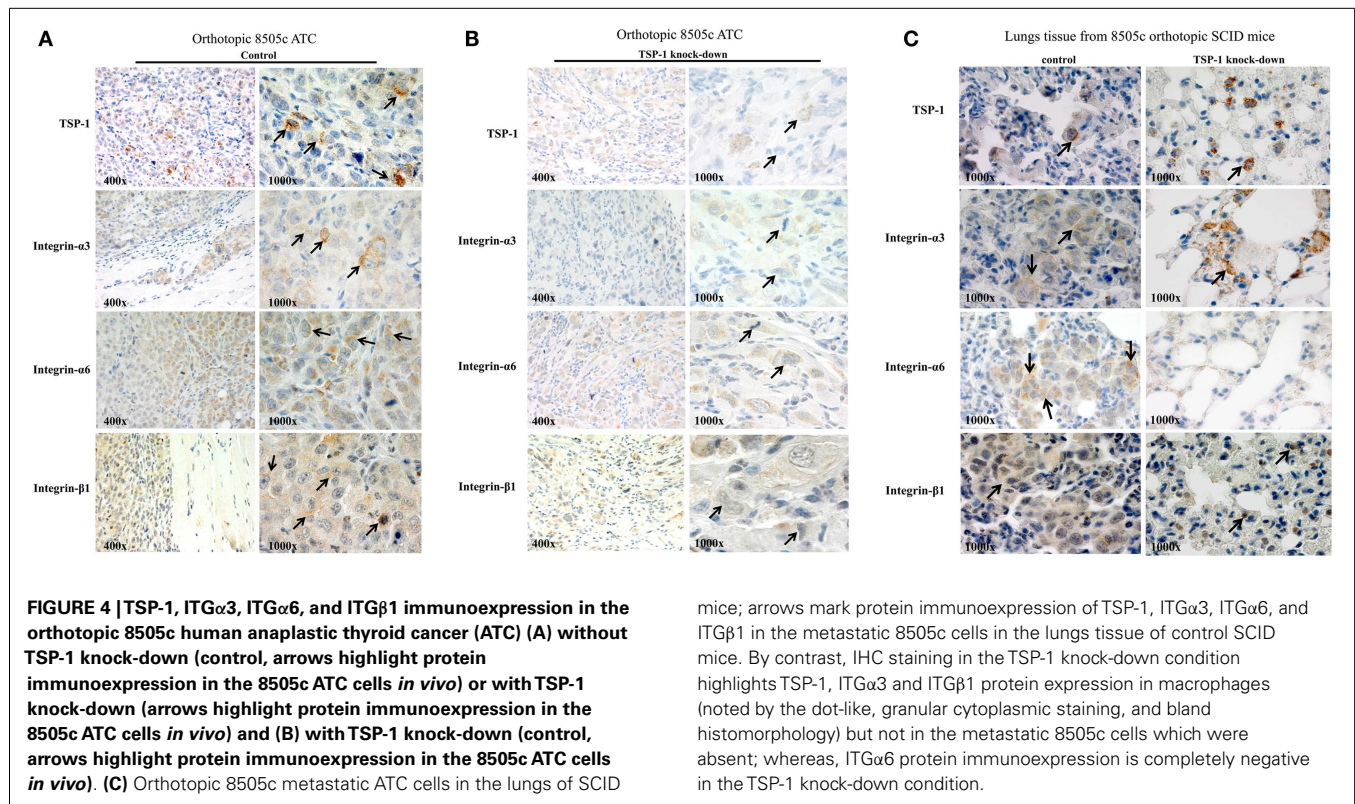 A
Orthotopic 8505c ATC
Control
TSP-1
400x
1000x
Integrin-α3
400x
1000x
Integrin-α6
400x
1000x
Integrin-β1
400x
1000x
B
Orthotopic 8505c ATC
TSP-1 knock-down
TSP-1
400x
1000x
Integrin-α3
400x
1000x
Integrin-α6
400x
1000x
Integrin-β1
400x
1000x
C
Lungs tissue from 8505c orthotopic SCID mice
control
TSP-1 knock-down
TSP-1
1000x
1000x
Integrin-α3
1000x
1000x
Integrin-α6
1000x
1000x
Integrin-β1
1000x
1000x
FIGURE 4 | TSP-1, ITGα3, ITGα6, and ITGβ1 immunoexpression in the
orthotopic 8505c human anaplastic thyroid cancer (ATC) (A) without
TSP-1 knock-down (control, arrows highlight protein
immunoexpression in the 8505c ATC cells in vivo) or with TSP-1
knock-down (arrows highlight protein immunoexpression in the
8505c ATC cells in vivo) and (B) with TSP-1 knock-down (control,
arrows highlight protein immunoexpression in the 8505c ATC cells
in vivo). (C) Orthotopic 8505c metastatic ATC cells in the lungs of SCID
mice; arrows mark protein immunoexpression of TSP-1, ITGα3, ITGα6, and
ITGβ1 in the metastatic 8505c cells in the lungs tissue of control SCID
mice. By contrast, IHC staining in the TSP-1 knock-down condition
highlights TSP-1, ITGα3 and ITGβ1 protein expression in macrophages
(noted by the dot-like, granular cytoplasmic staining, and bland
histomorphology) but not in the metastatic 8505c cells which were
absent; whereas, ITGα6 protein immunoexpression is completely negative
in the TSP-1 knock-down condition.